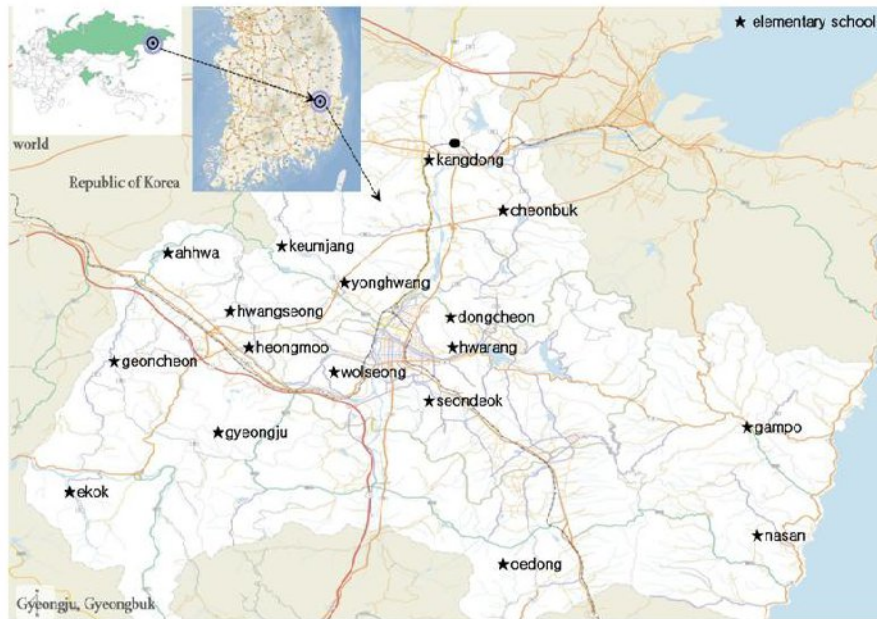 ★ elementary school
world
Republic of Korea
★kangdong
★cheonbuk
★ahhwa
★keumjang
★yonghwang
★hwangseong
★dongcheon
★heongmoo
★hwarang
★geoncheon
★wolseong
★seondeok
★gyeongju
★gampo
★ekok
★nasan
★oedong
Gyeongju, Gyeongbuk